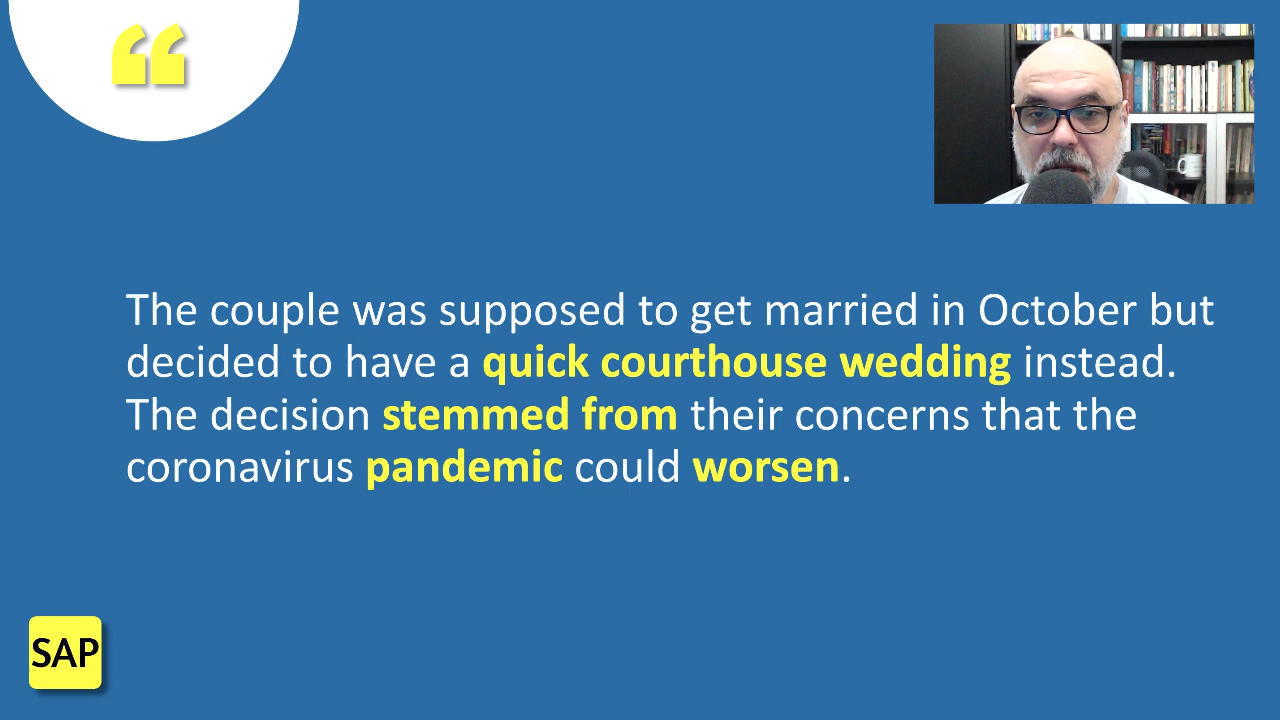 “
The couple was supposed to get married in October but
decided to have a quick courthouse wedding instead.
The decision stemmed from their concerns that the
coronavirus pandemic could worsen.
SAP